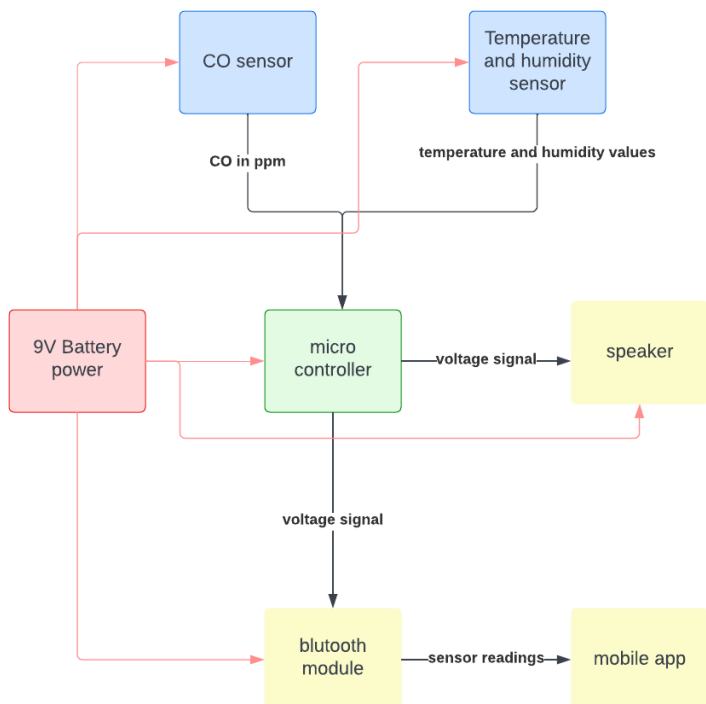 CO sensor
Temperature
and humidity
sensor
CO in ppm
temperature and humidity values
9V Battery
power
micro
controller
voltage signal
speaker
voltage signal
blutooth
module
sensor readings
mobile app